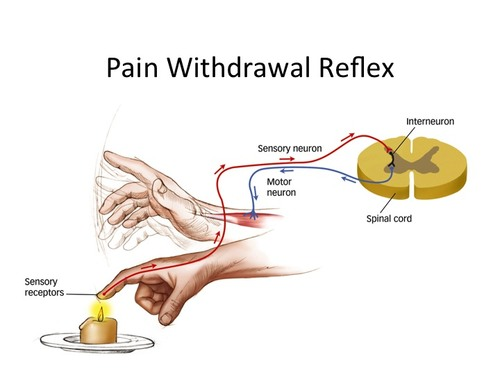 Pain Withdrawal Reflex
Interneuron
Sensory neuron
Motor
neuron
Spinal cord
Sensory
receptors